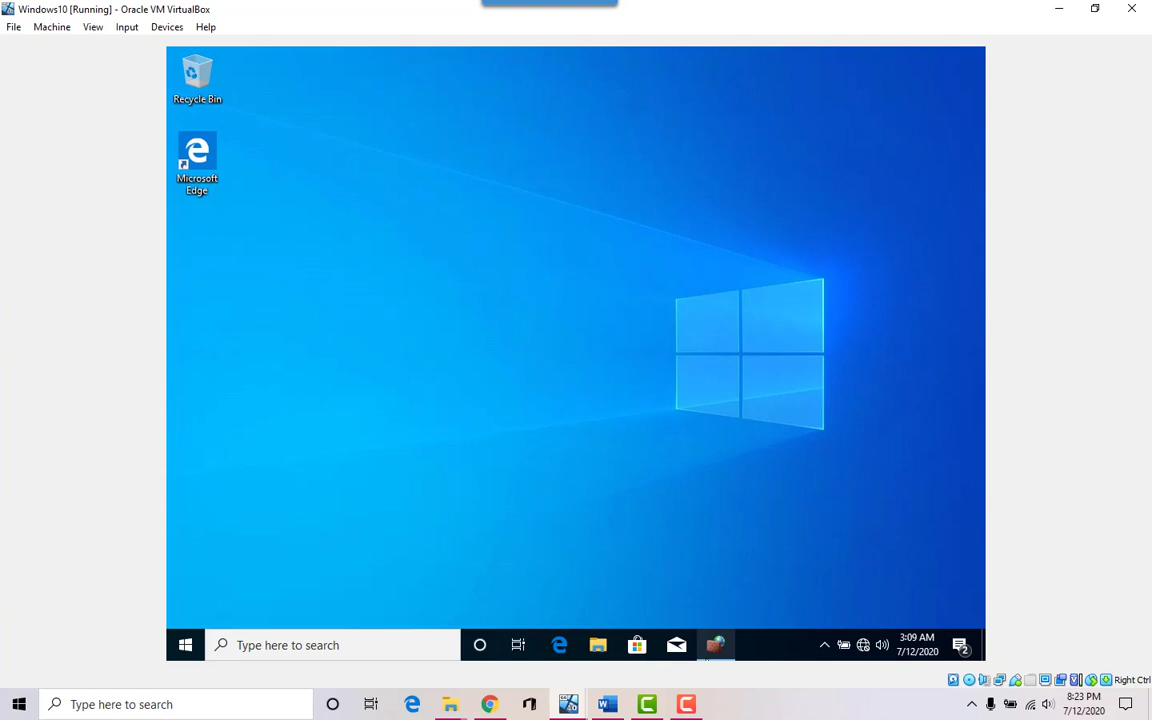 Windows10 [Running] - Oracle VM VirtualBox
File Machine View Input Devices Help
Recycle Bin
Microsoft
Edge
Type here to search
3:09 AM
7/12/2020
2
Right Ctrl
Type here to search
8:23 PM
7/12/2020